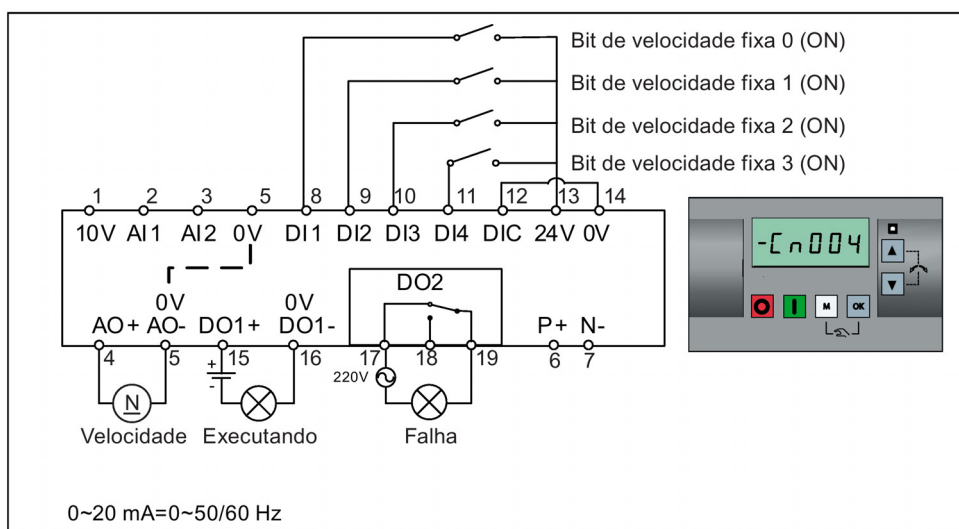 Bit de velocidade fixa 0 (ON)
Bit de velocidade fixa 1 (ON)
Bit de velocidade fixa 2 (ON)
Bit de velocidade fixa 3 (ON)
1 2 3 5 8 9 10 11 12 13 14
10V AI1 AI2 0V DI1 DI2 DI3 DI4 DIC 24V 0V
-Cn004
DO2
0V 0V
AO+ AO- DO1+ DO1- P+ N-
4 5 15 16 17 18 19 6 7
M OK
+
-
220V
N
Velocidade Executando Falha
0~20 mA=0~50/60 Hz